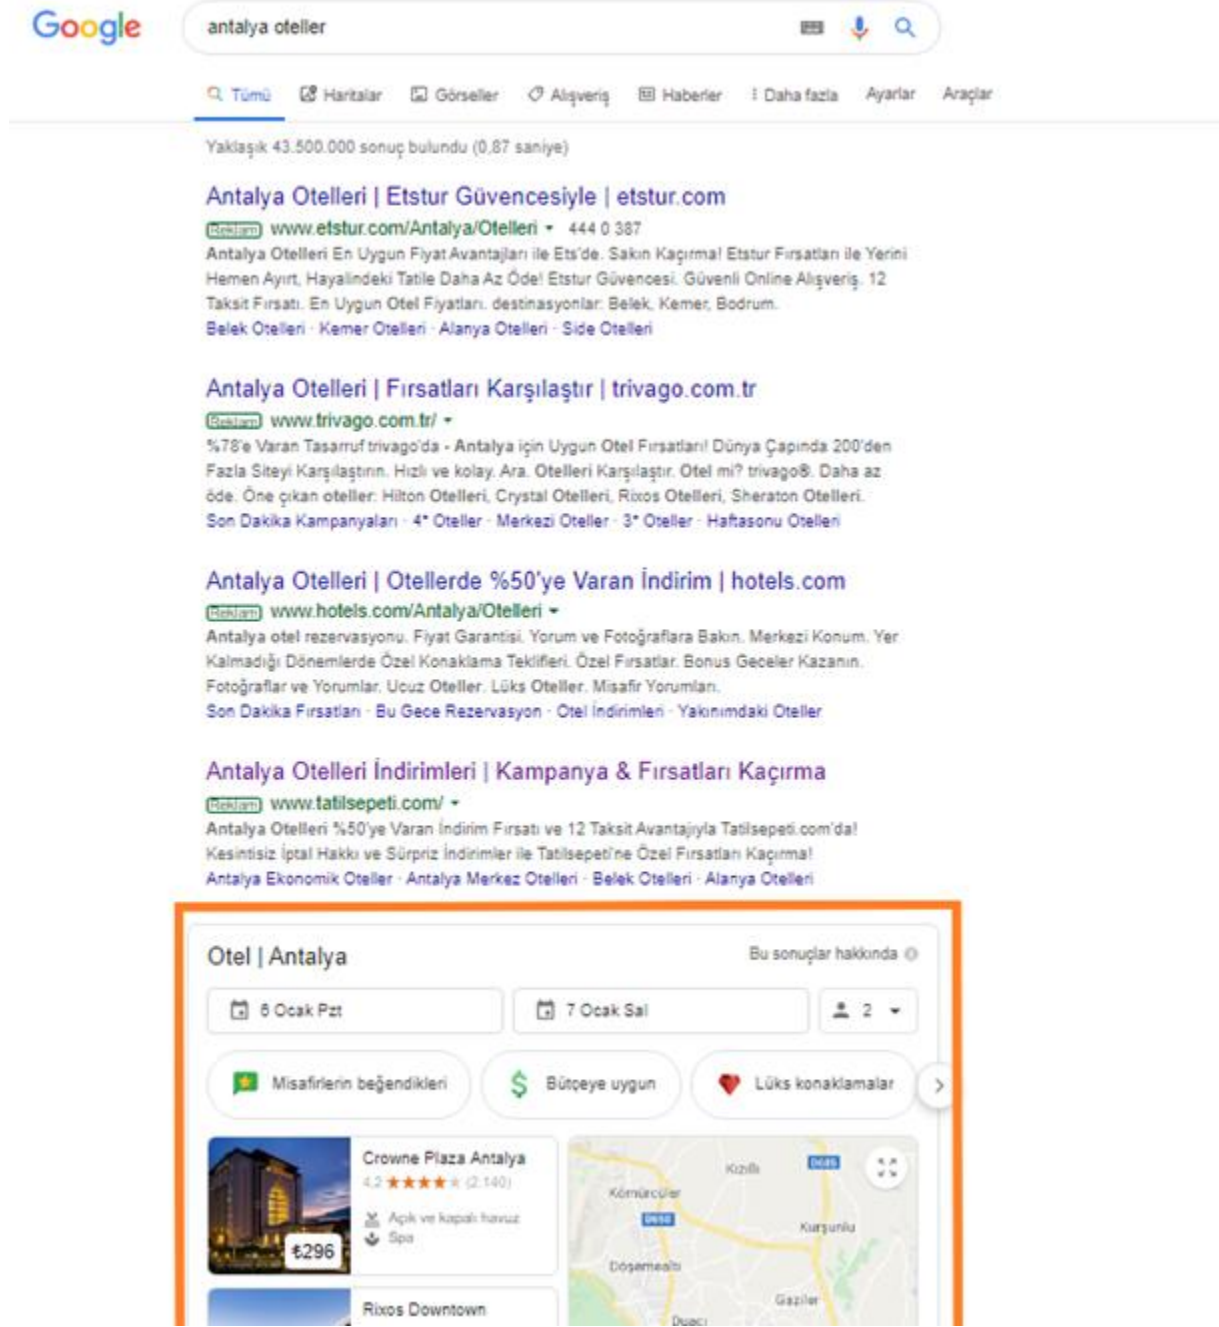 Google
antalya oteller
Tümü Haritalar Görseller Alışveriş Haberler Daha fazla Ayarlar Araçlar
Yaklaşık 43.500.000 sonuç bulundu (0,87 saniye)
Antalya Otelleri | Etstur Güvencesiyle | etstur.com
Reklam www.etstur.com/Antalya/Otelleri 444 0 387
Antalya Otelleri En Uygun Fiyat Avantajları ile Ets'de. Sakın Kaçırma! Etstur Fırsatları ile Yerini
Hemen Ayırt, Hayalindeki Tatile Daha Az Öde! Etstur Güvencesi. Güvenli Online Alışveriş. 12
Taksit Fırsatı. En Uygun Otel Fiyatları. destinasyonlar: Belek, Kemer, Bodrum.
Belek Otelleri · Kemer Otelleri · Alanya Otelleri · Side Otelleri
Antalya Otelleri | Fırsatları Karşılaştır | trivago.com.tr
Reklam www.trivago.com.tr/
%78'e Varan Tasarruf trivago'da - Antalya için Uygun Otel Fırsatları! Dünya Çapında 200'den
Fazla Siteyi Karşılaştırın. Hızlı ve kolay. Ara. Otelleri Karşılaştır. Otel mi? trivago®. Daha az
öde. Öne çıkan oteller: Hilton Otelleri, Crystal Otelleri, Rixos Otelleri, Sheraton Otelleri.
Son Dakika Kampanyaları · 4* Oteller · Merkezi Oteller · 3* Oteller · Haftasonu Otelleri
Antalya Otelleri | Otellerde %50'ye Varan İndirim | hotels.com
Reklam www.hotels.com/Antalya/Otelleri
Antalya otel rezervasyonu. Fiyat Garantisi. Yorum ve Fotoğraflara Bakın. Merkezi Konum. Yer
Kalmadığı Dönemlerde Özel Konaklama Teklifleri. Özel Fırsatlar. Bonus Geceler Kazanın.
Fotoğraflar ve Yorumlar. Ucuz Oteller. Lüks Oteller. Misafir Yorumları.
Son Dakika Fırsatları · Bu Gece Rezervasyon · Otel İndirimleri · Yakınımdaki Oteller
Antalya Otelleri İndirimleri | Kampanya & Fırsatları Kaçırma
Reklam www.tatilsepeti.com/
Antalya Otelleri %50'ye Varan İndirim Fırsatı ve 12 Taksit Avantajıyla Tatilsepeti.com'da!
Kesintisiz İptal Hakkı ve Sürpriz İndirimler ile Tatilsepeti'ne Özel Fırsatları Kaçırma!
Antalya Ekonomik Oteller · Antalya Merkez Otelleri · Belek Otelleri · Alanya Otelleri
Otel | Antalya
Bu sonuçlar hakkında
6 Ocak Pzt
7 Ocak Sal
2
Misafirlerin beğendikleri
Bütçeye uygun
Lüks konaklamalar
Crowne Plaza Antalya
4,2 (2.140)
Açık ve kapalı havuz
Spa
₺296
Rixos Downtown
Kızıllı
D685
Kömürcüler
D650
Kurşunlu
Döşemealtı
Gaziler
Duacı